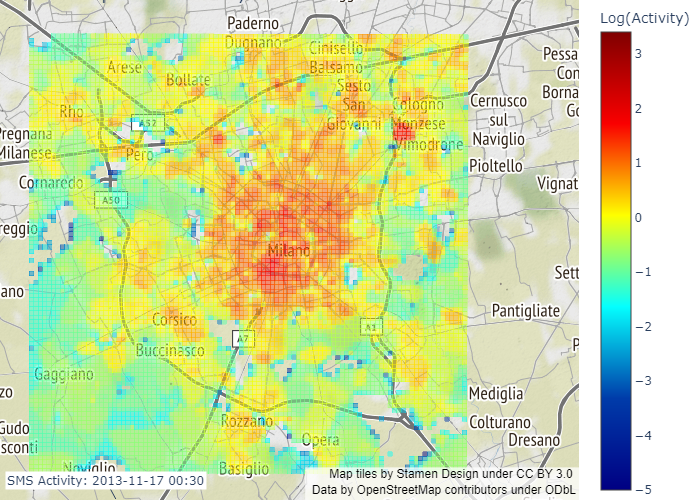 Log(Activity)
3
2
1
0
−1
−2
−3
−4
−5
Paderno
Dugnano
Cinisello
Balsamo
Arese
Bollate
Sesto
San
Giovanni
Pessa
Con
Borna
Go
Rho
Cologno
Monzese
Cernusco
sul
Naviglio
A52
Pregnana
Milanese
Pero
Vimodrone
Pioltello
Cornaredo
Vignat
A50
reggio
Milano
Sett
ano
Pantigliate
Corsico
A7
A1
P
Buccinasco
Gaggiano
zo
Mediglia
Rozzano
Colturano
Gudo
sconti
Opera
Dresano
Noviglio
Basiglio
SMS Activity: 2013-11-17 00:30
Map tiles by Stamen Design under CC BY 3.0
Data by OpenStreetMap contributors under ODbL